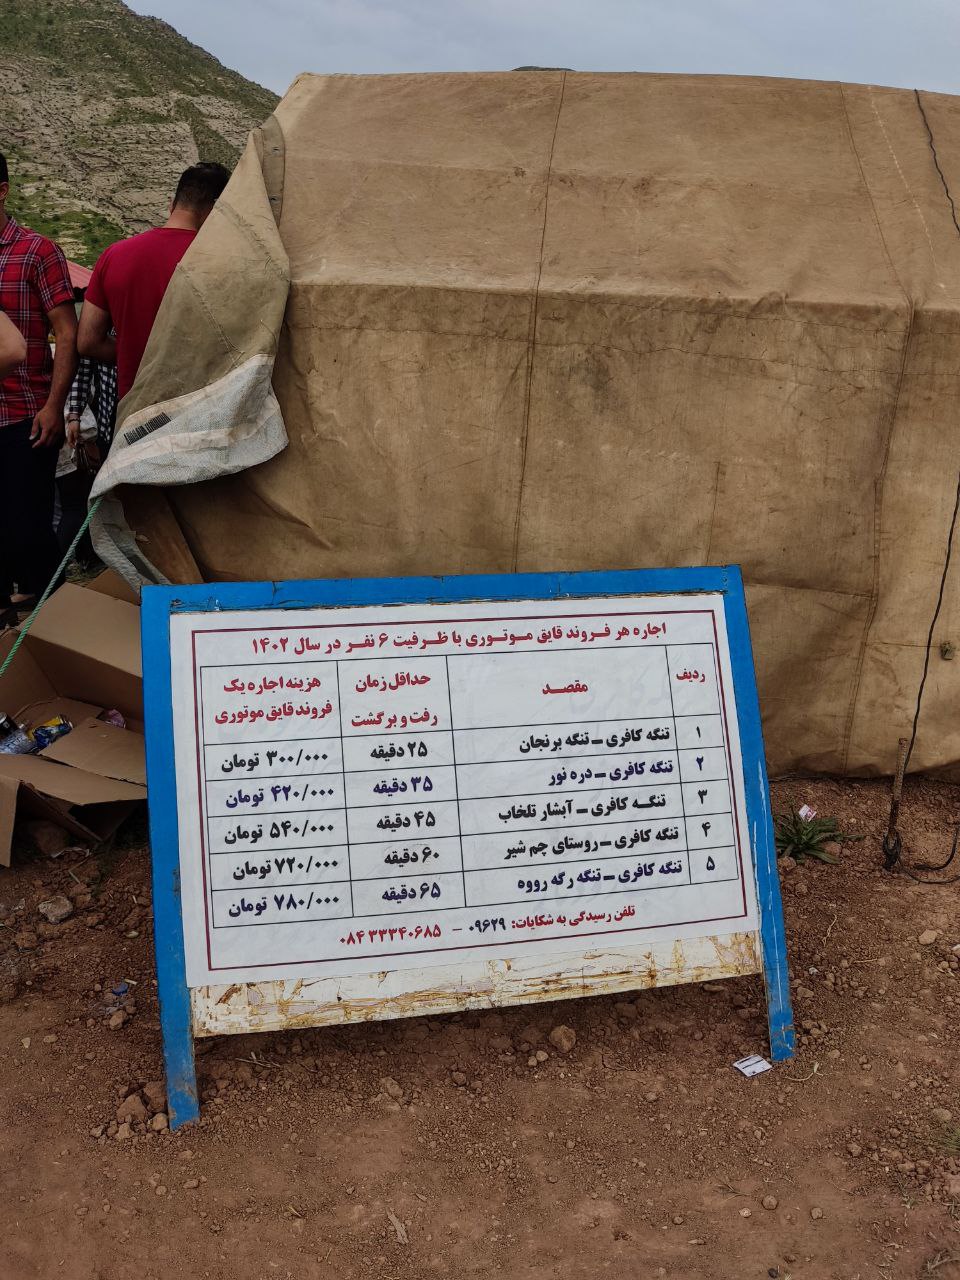 اجاره هر فروند قایق موتوری با ظرفیت ۶ نفر در سال ۱۴۰۲
ردیف مقصد حداقل زمان رفت و برگشت هزینه اجاره یک فروند قایق موتوری
۱ تنگه کافری – تنگه برنجان ۲۵ دقیقه ۳۰۰/۰۰۰ تومان
۲ تنگه کافری – دره نور ۳۵ دقیقه ۴۲۰/۰۰۰ تومان
۳ تنگه کافری – آبشار تلخاب ۴۵ دقیقه ۵۴۰/۰۰۰ تومان
۴ تنگه کافری – روستای چم شیر ۶۰ دقیقه ۷۲۰/۰۰۰ تومان
۵ تنگه کافری – تنگه رگه رووه ۶۵ دقیقه ۷۸۰/۰۰۰ تومان
تلفن رسیدگی به شکایات: ۰۹۶۲۹ – ۰۸۴۳۳۳۴۰۶۸۵